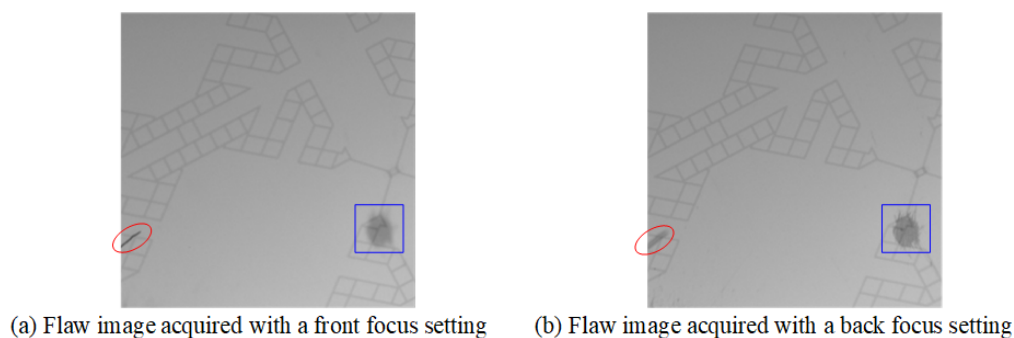 (a) Flaw image acquired with a front focus setting
(b) Flaw image acquired with a back focus setting